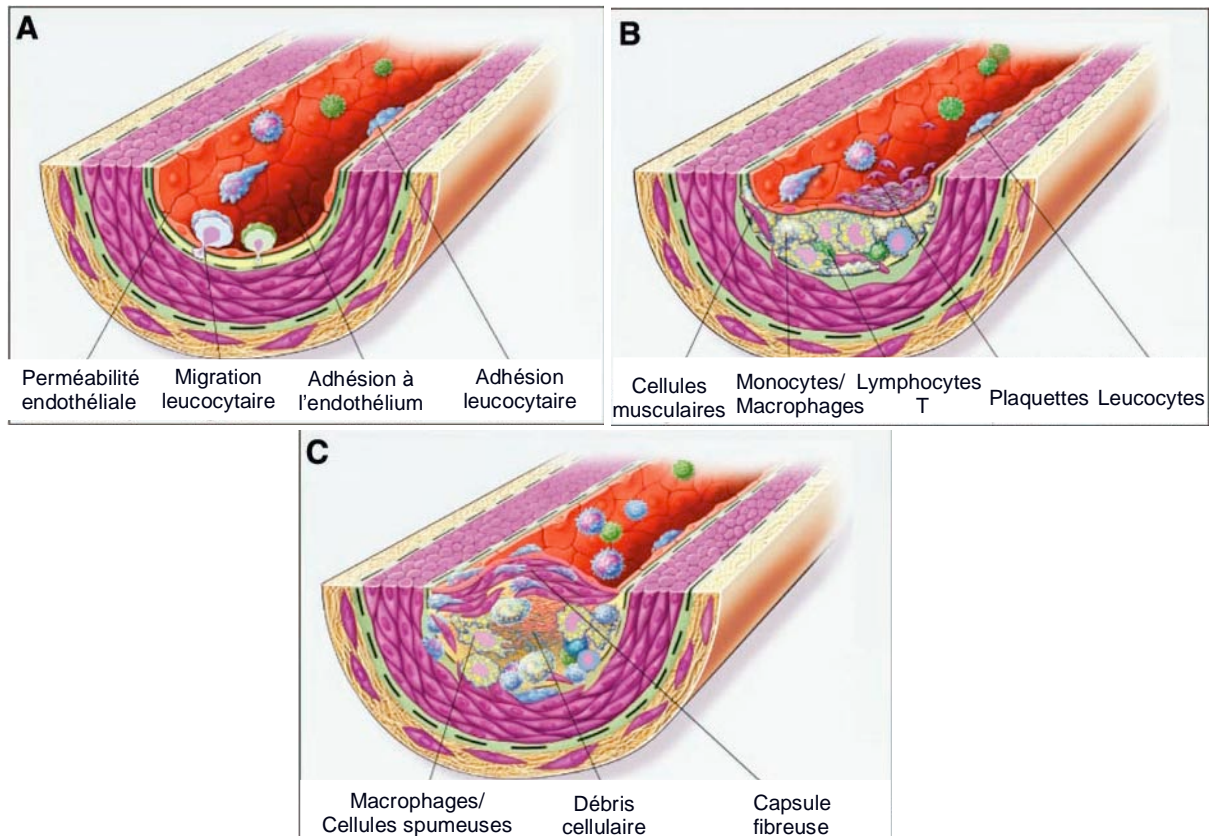 A
Perméabilité
endothéliale
Migration
leucocytaire
Adhésion à
l'endothélium
Adhésion
leucocytaire
B
Cellules
musculaires
Monocytes/
Macrophages
Lymphocytes
T
Plaquettes
Leucocytes
C
Macrophages/
Cellules spumeuses
Débris
cellulaire
Capsule
fibreuse